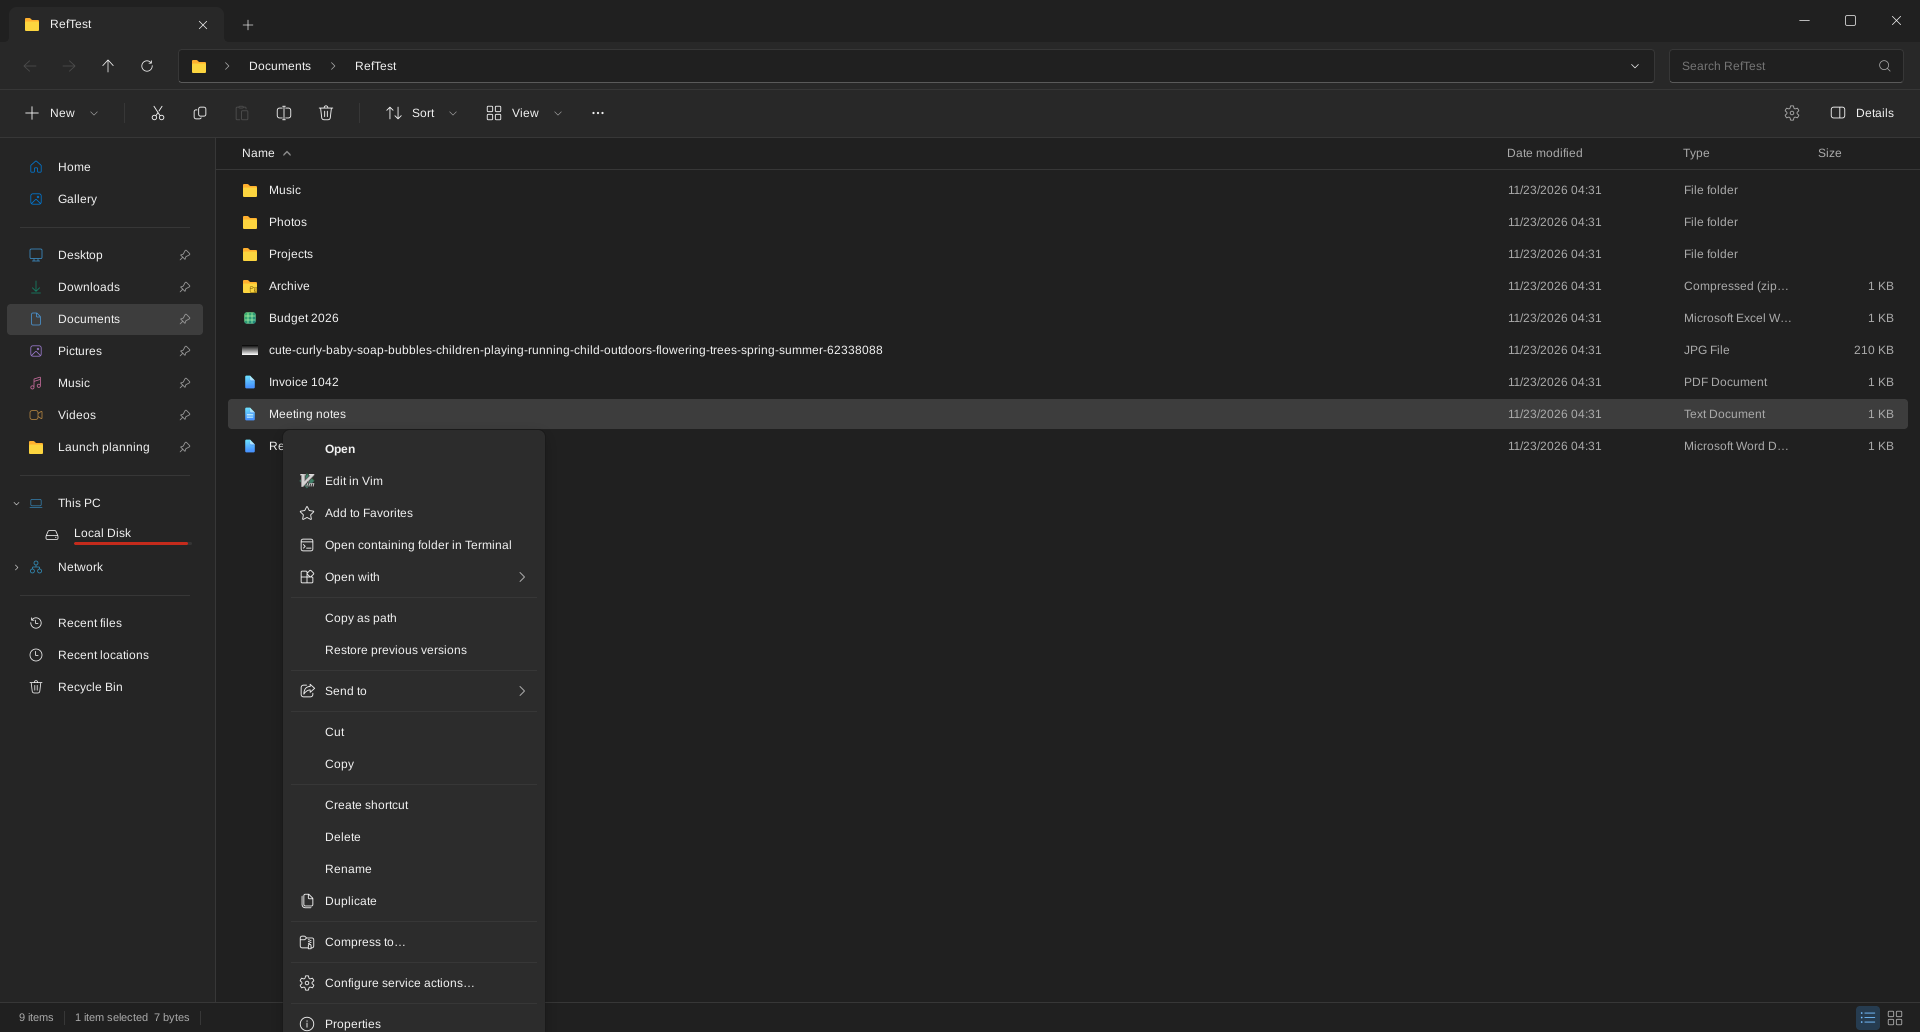 RefTest
Documents
RefTest
Search RefTest
New
Sort
View
Details
Home
Gallery
Desktop
Downloads
Documents
Pictures
Music
Videos
Launch planning
This PC
Local Disk
Network
Recent files
Recent locations
Recycle Bin
Name Date modified Type Size
Music 11/23/2026 04:31 File folder
Photos 11/23/2026 04:31 File folder
Projects 11/23/2026 04:31 File folder
Archive 11/23/2026 04:31 Compressed (zip… 1 KB
Budget 2026 11/23/2026 04:31 Microsoft Excel W… 1 KB
cute-curly-baby-soap-bubbles-children-playing-running-child-outdoors-flowering-trees-spring-summer-62338088 11/23/2026 04:31 JPG File 210 KB
Invoice 1042 11/23/2026 04:31 PDF Document 1 KB
Meeting notes 11/23/2026 04:31 Text Document 1 KB
Re 11/23/2026 04:31 Microsoft Word D… 1 KB
Open
Edit in Vim
Add to Favorites
Open containing folder in Terminal
Open with
Copy as path
Restore previous versions
Send to
Cut
Copy
Create shortcut
Delete
Rename
Duplicate
Compress to…
Configure service actions…
Properties
9 items 1 item selected 7 bytes